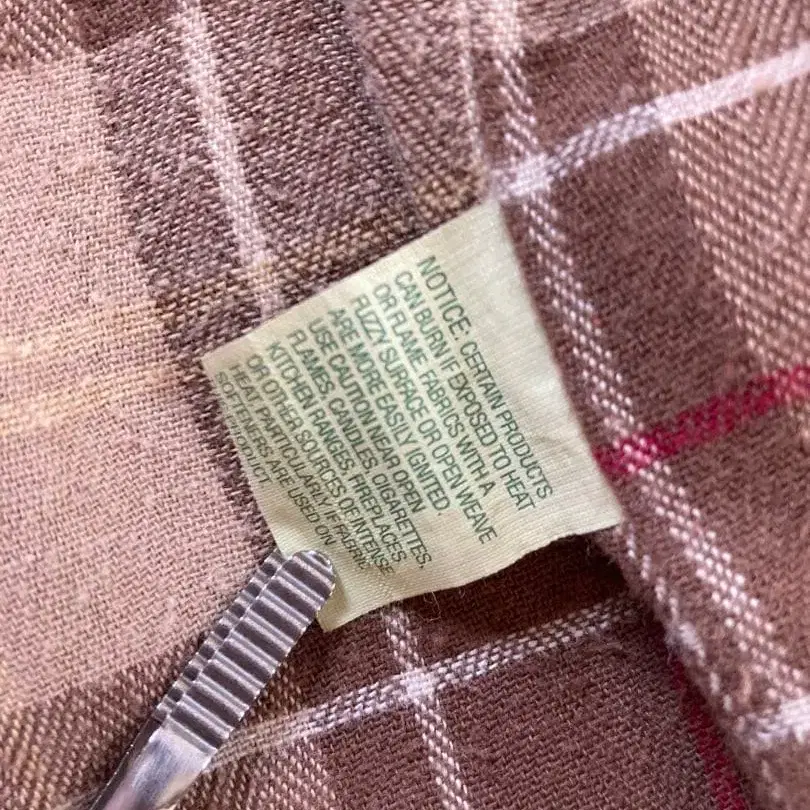 NOTICE: CERTAIN PRODUCTS
CAN BURN IF EXPOSED TO HEAT
OR FLAME. FABRICS WITH A
FUZZY SURFACE OR OPEN WEAVE
ARE MORE EASILY IGNITED.
USE CAUTION NEAR OPEN
FLAMES, CANDLES, CIGARETTES,
KITCHEN RANGES, FIREPLACES
OR OTHER SOURCES OF INTENSE
HEAT PARTICULARLY IF FABRIC
SOFTENERS ARE USED ON
PRODUCT